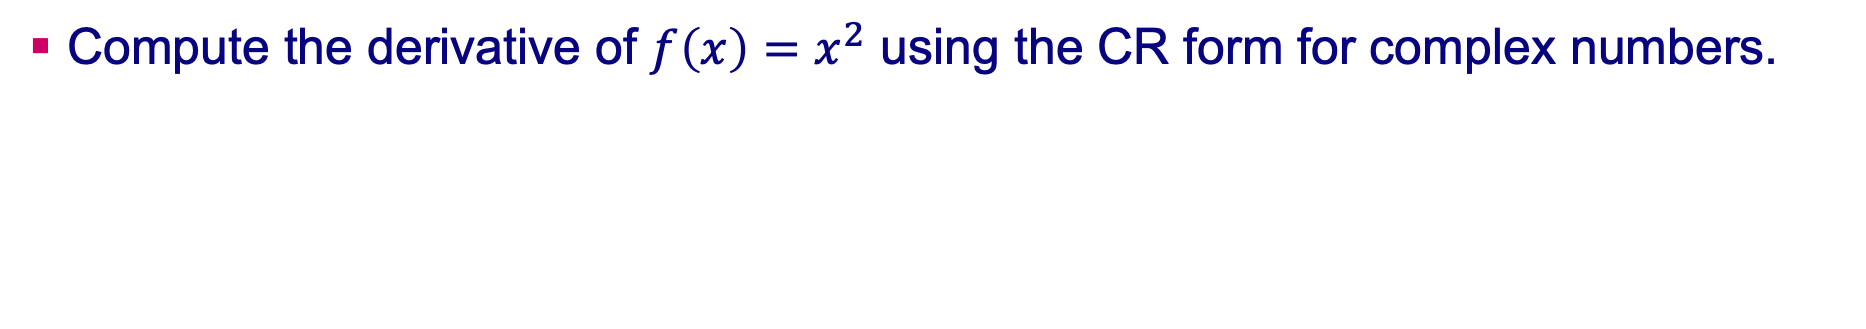 ▪ Compute the derivative of f(x) = x² using the CR form for complex numbers.